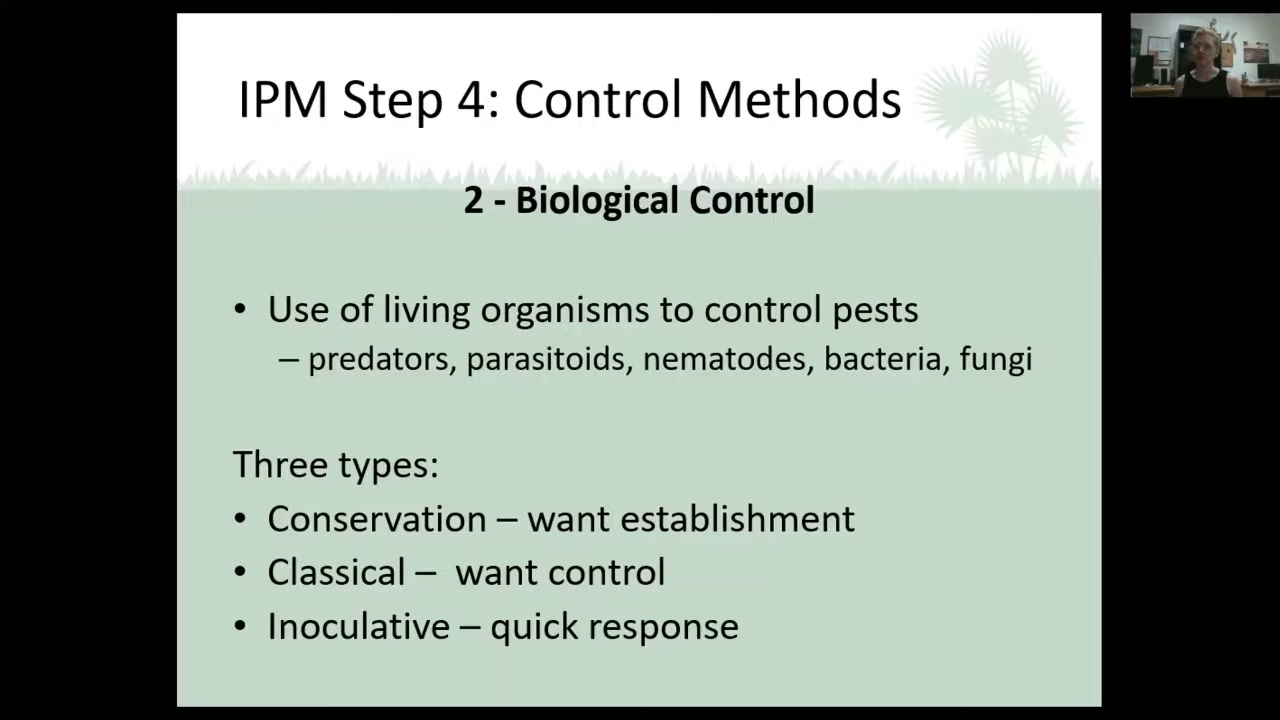 IPM Step 4: Control Methods
2 - Biological Control
• Use of living organisms to control pests
– predators, parasitoids, nematodes, bacteria, fungi
Three types:
• Conservation – want establishment
• Classical – want control
• Inoculative – quick response